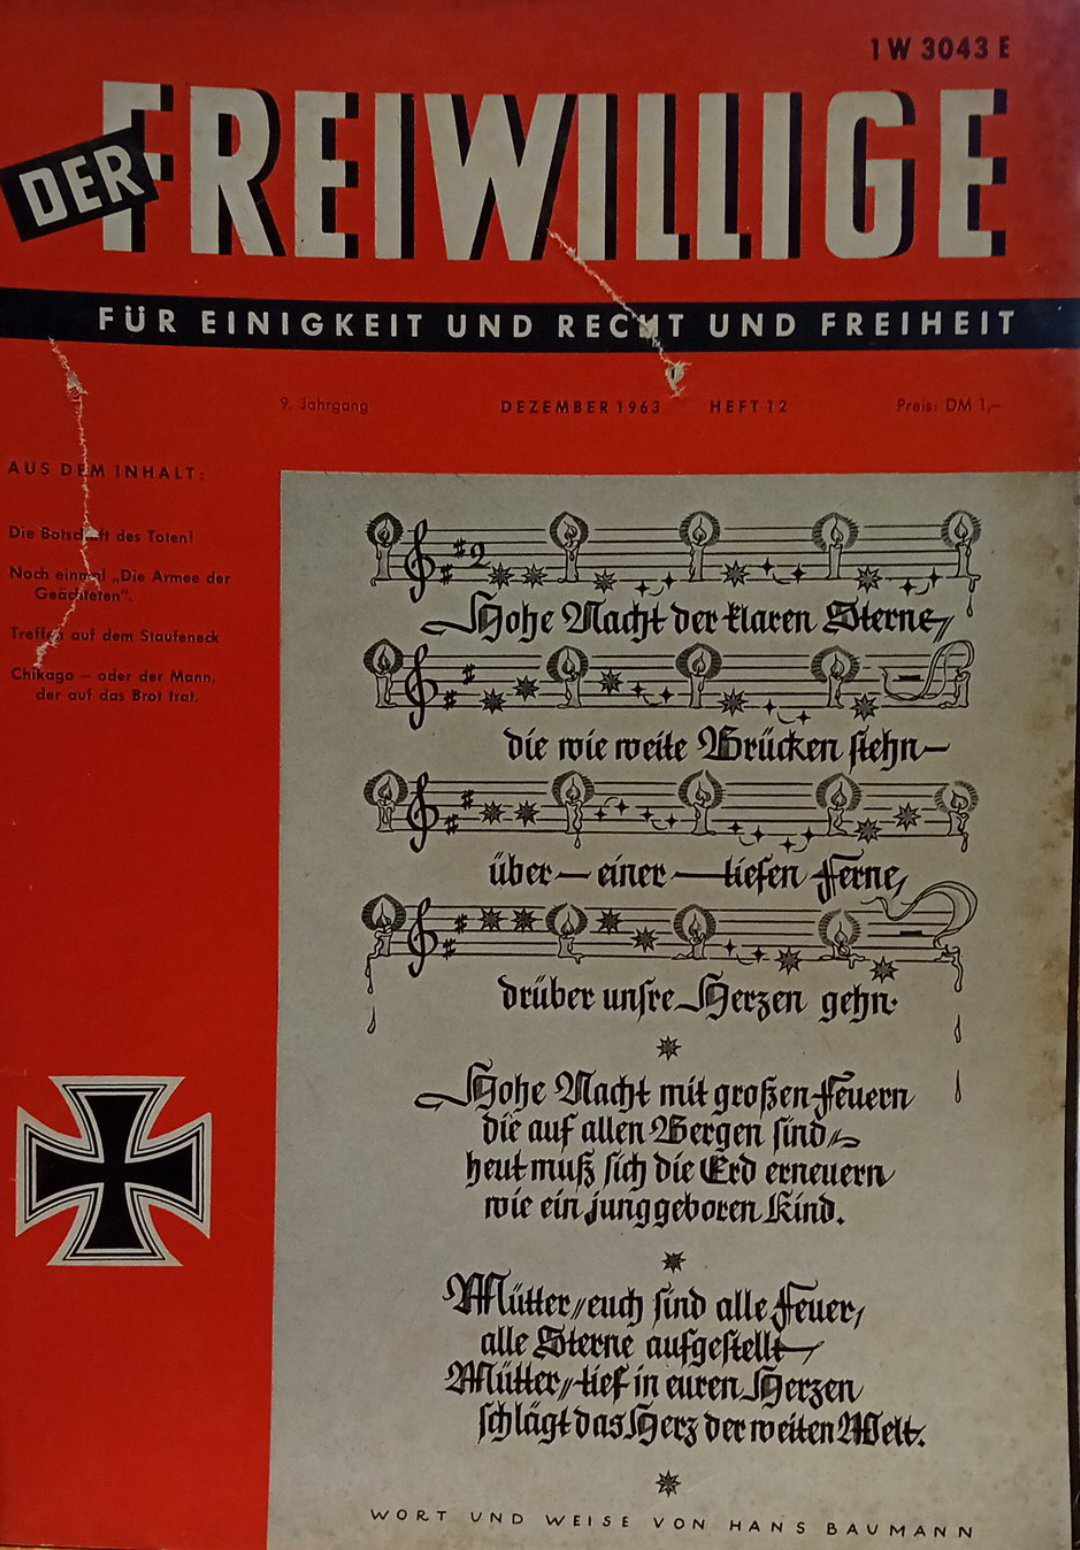 1 W 3043 E
DER FREIWILLIGE
FÜR EINIGKEIT UND RECHT UND FREIHEIT
9. Jahrgang DEZEMBER 1963 HEFT 12 Preis: DM 1,—
AUS DEM INHALT:
Die Botschaft des Toten!
Noch einmal „Die Armee der
Geächteten“.
Treffen auf dem Staufeneck
Chikago — oder der Mann,
der auf das Brot trat.
2
Hohe Nacht der klaren Sterne,
die wie weite Brücken stehn—
über — einer — tiefen Ferne,
drüber unsre Herzen gehn.
Hohe Nacht mit großen Feuern
die auf allen Bergen sind,
heut muß sich die Erd erneuern
wie ein junggeboren Kind.
Mütter, euch sind alle Feuer,
alle Sterne aufgestellt,
Mütter, tief in euren Herzen
schlägt das Herz der weiten Welt.
WORT UND WEISE VON HANS BAUMANN